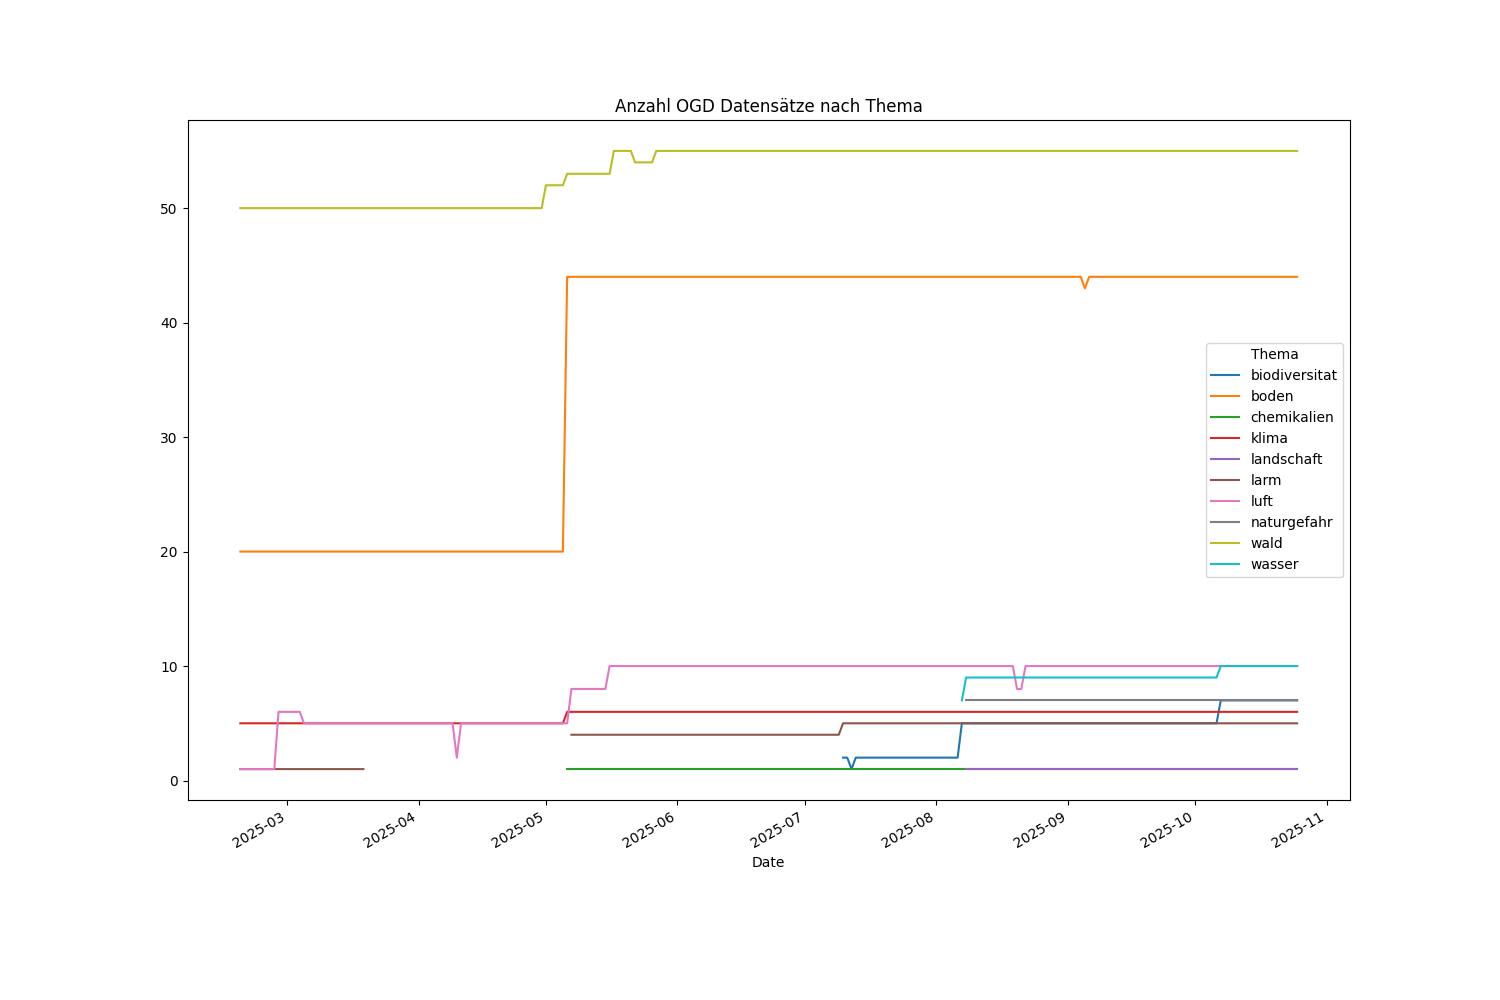 Anzahl OGD Datensätze nach Thema
50
40
30
20
10
0
Thema
biodiversitat
boden
chemikalien
klima
landschaft
larm
luft
naturgefahr
wald
wasser
2025-03
2025-04
2025-05
2025-06
2025-07
2025-08
2025-09
2025-10
2025-11
Date